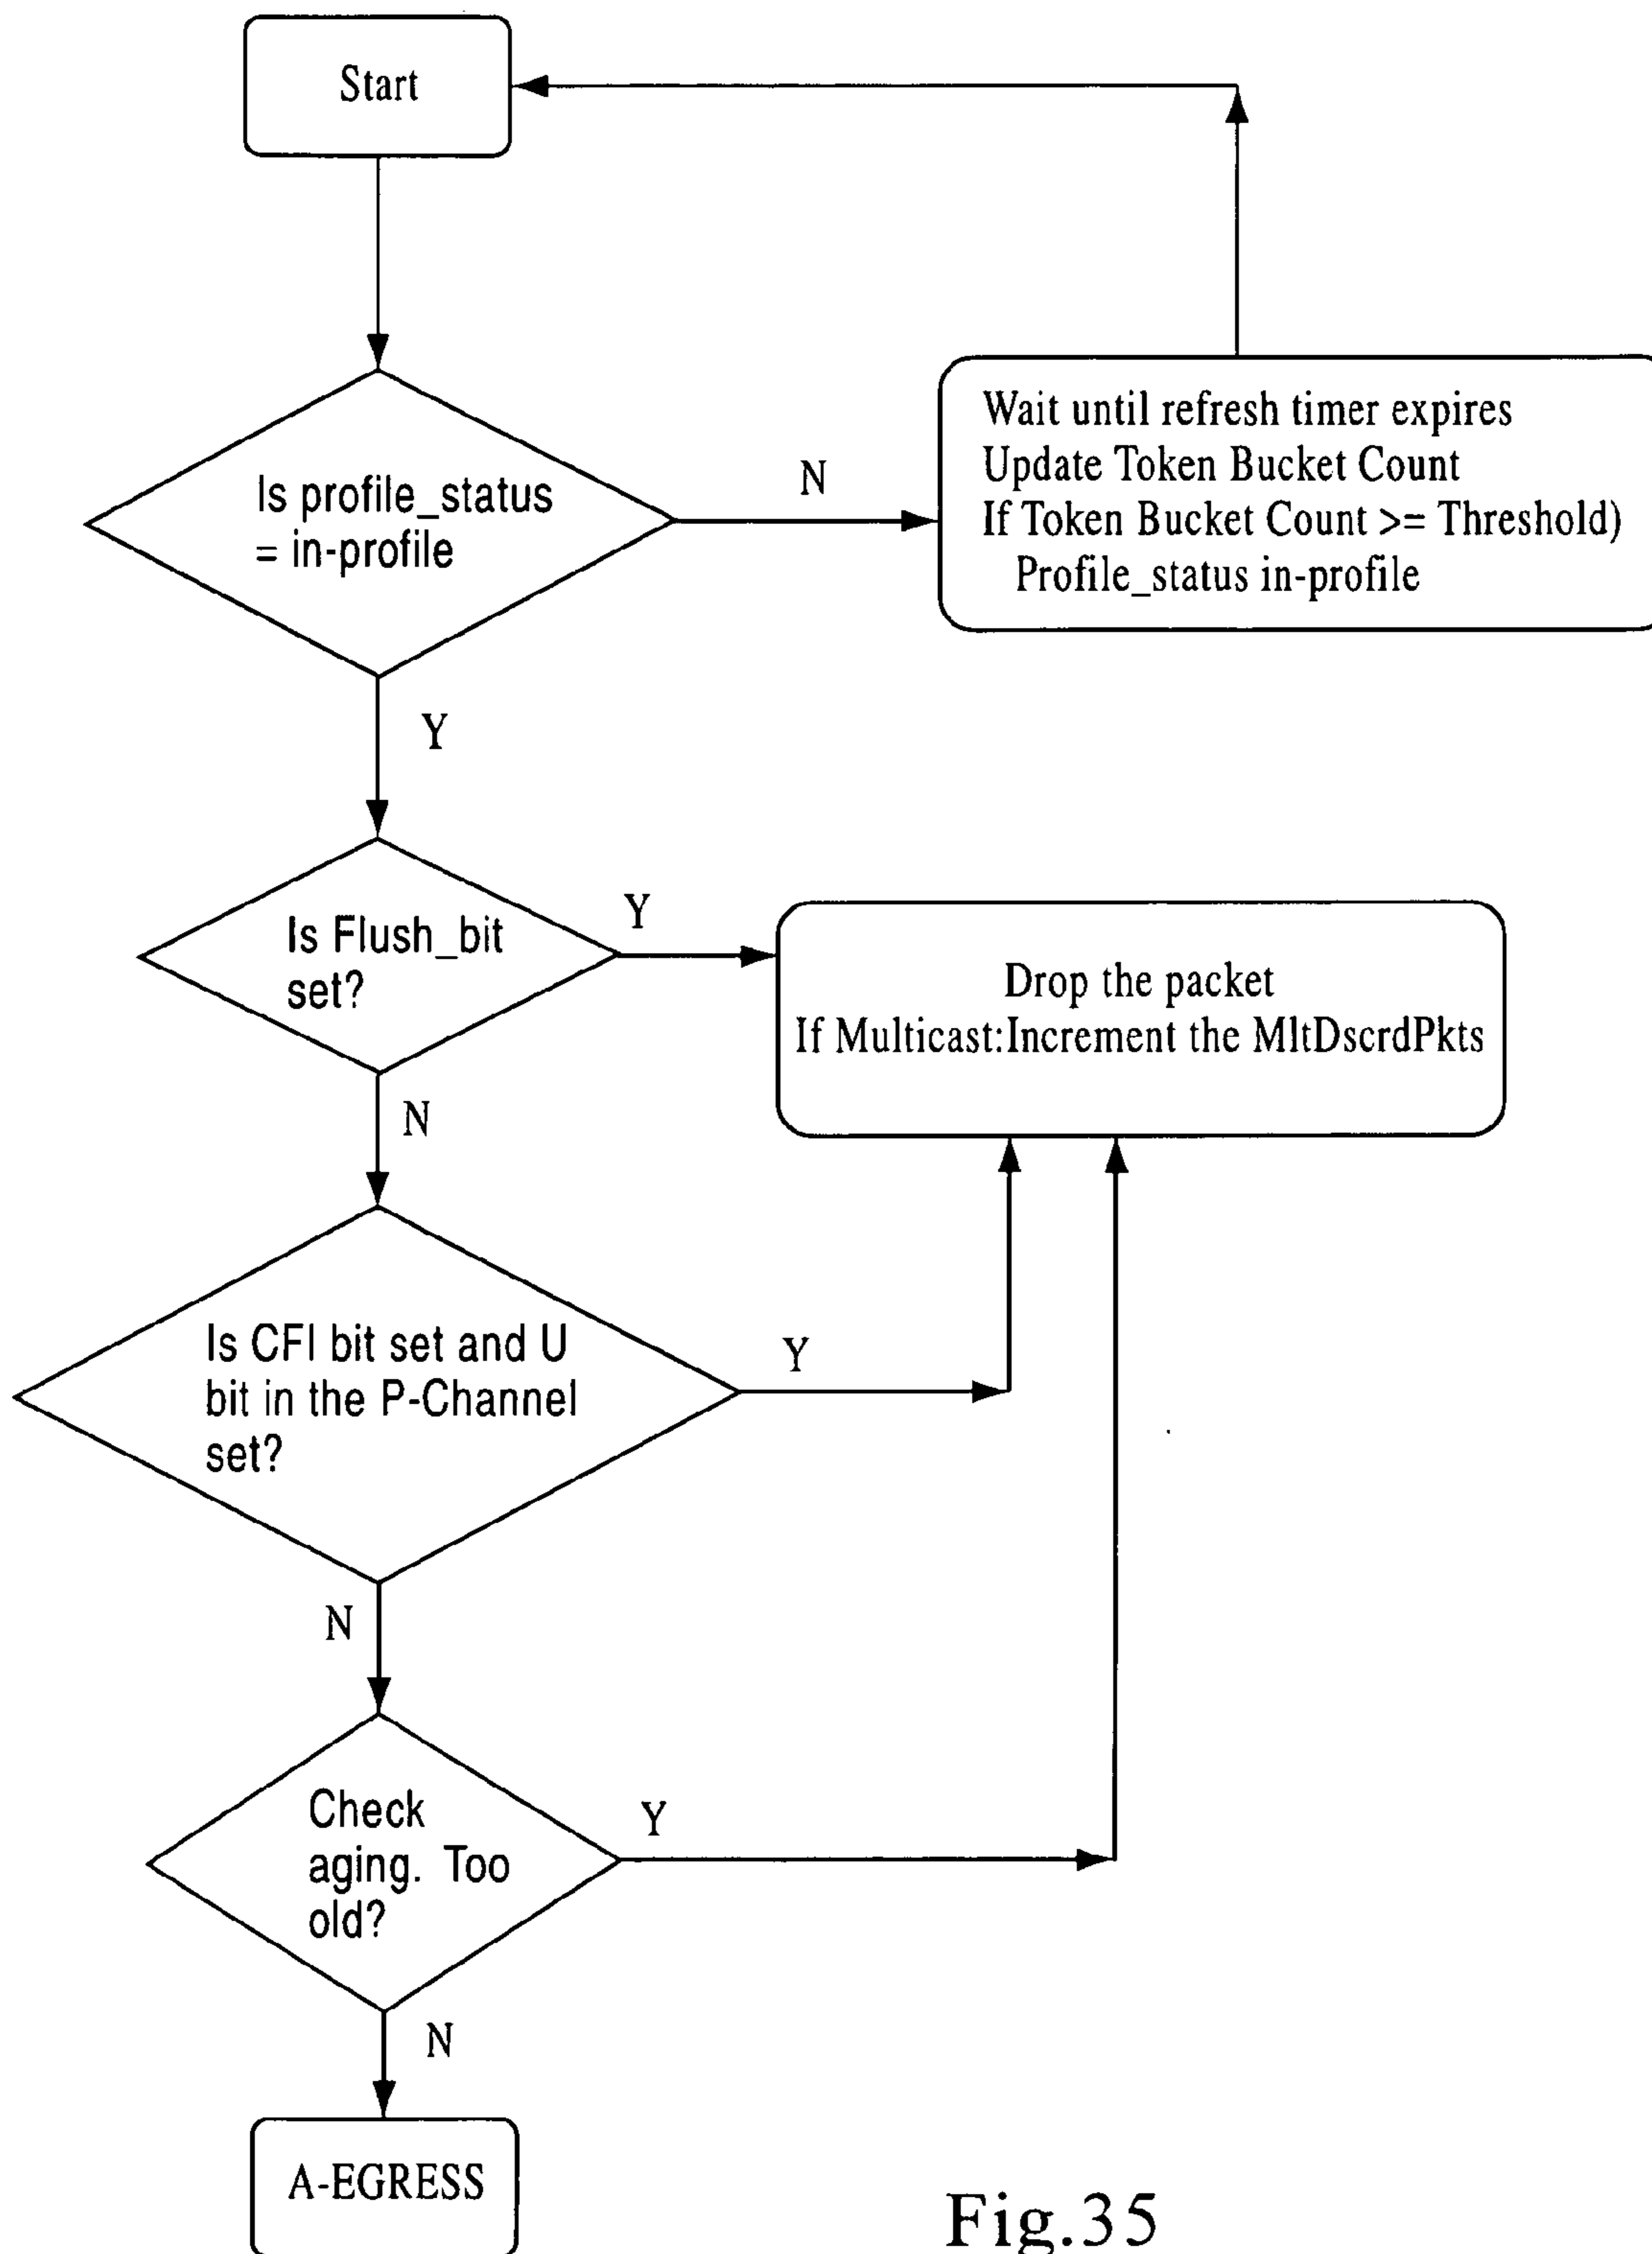 Start
Is profile_status
= in-profile
N
Wait until refresh timer expires
Update Token Bucket Count
If Token Bucket Count >= Threshold)
Profile_status in-profile
Y
Is Flush_bit
set?
Y
Drop the packet
If Multicast:Increment the MltDscrdPkts
N
Is CFI bit set and U
bit in the P-Channel
set?
Y
N
Check
aging. Too
old?
Y
N
A-EGRESS
Fig.35